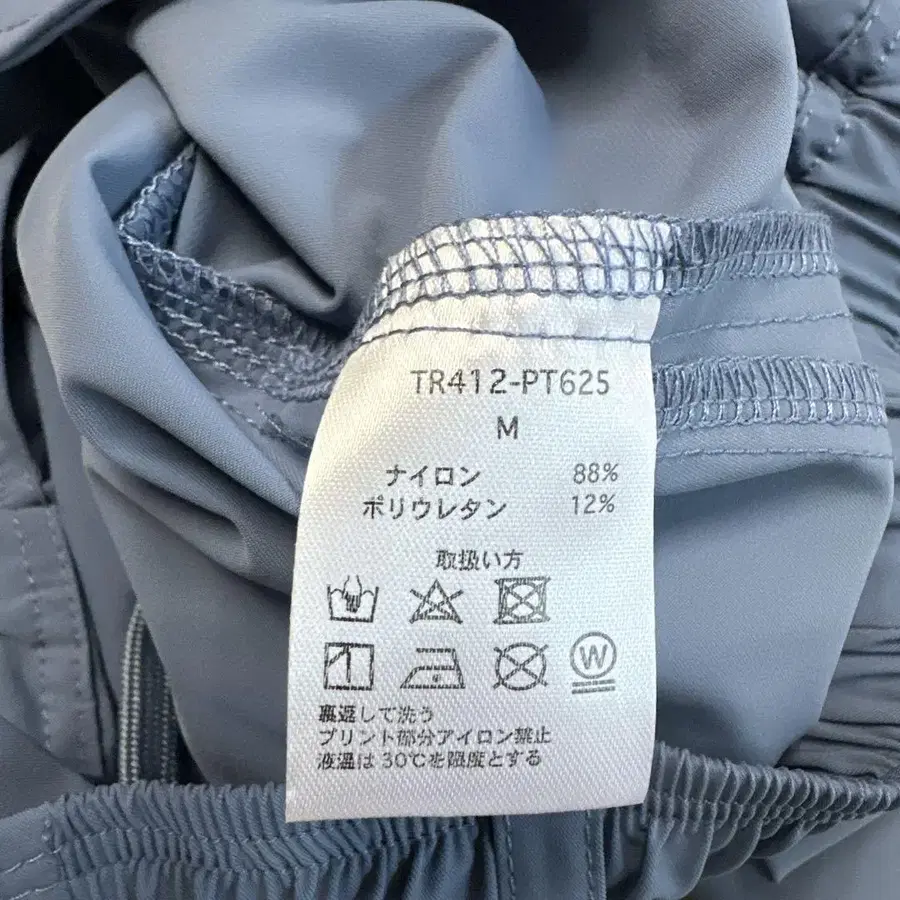 TR412-PT625
M
ナイロン 88%
ポリウレタン 12%
取扱い方
W
裏返して洗う
プリント部分アイロン禁止
液温は 30℃を限度とする